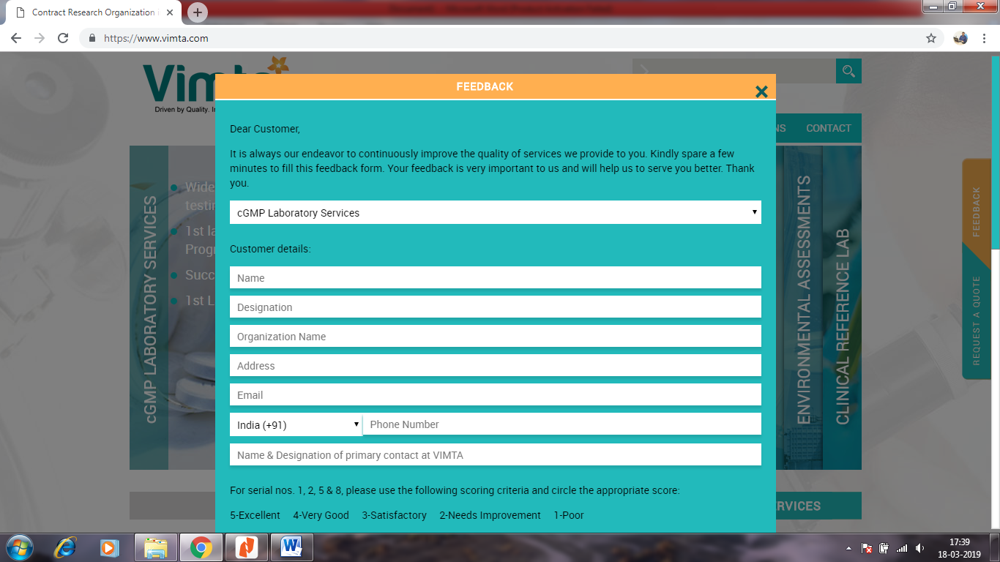 Contract Research Organization i
https://www.vimta.com
Vimta
Driven by Quality. In
FEEDBACK
NS
CONTACT
Dear Customer,
It is always our endeavor to continuously improve the quality of services we provide to you. Kindly spare a few
minutes to fill this feedback form. Your feedback is very important to us and will help us to serve you better. Thank
you.
cGMP Laboratory Services
Customer details:
Name
Designation
Organization Name
Address
Email
India (+91)
Phone Number
Name & Designation of primary contact at VIMTA
For serial nos. 1, 2, 5 & 8, please use the following scoring criteria and circle the appropriate score:
5-Excellent 4-Very Good 3-Satisfactory 2-Needs Improvement 1-Poor
cGMP LABORATORY SERVICES
Wide
testin
1st la
Progr
Succ
1st L
ENVIRONMENTAL ASSESSMENTS
CLINICAL REFERENCE LAB
FEEDBACK
REQUEST A QUOTE
RVICES
17:39
18-03-2019